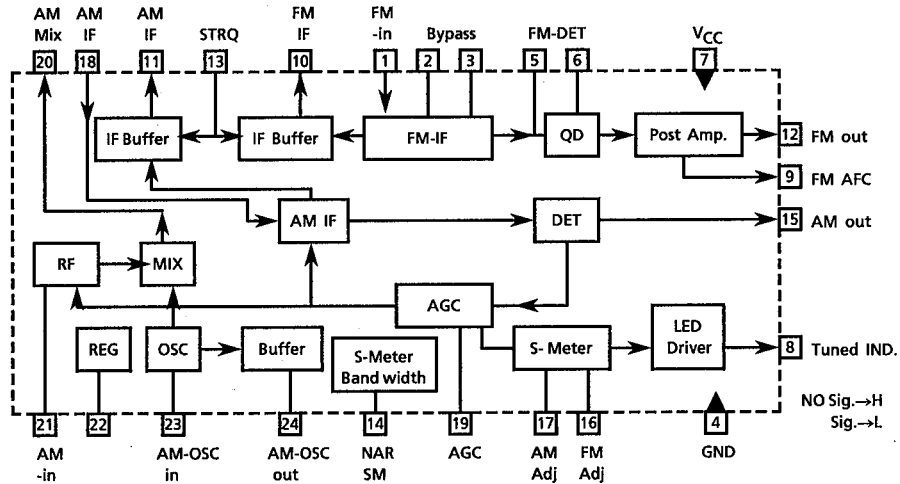 AM AM AM FM FM
Mix IF IF STRQ IF -in Bypass FM-DET VCC
20 18 11 13 10 1 2 3 5 6 7
IF Buffer IF Buffer FM-IF QD Post Amp. 12 FM out
9 FM AFC
AM IF DET 15 AM out
RF MIX
AGC
REG OSC Buffer S-Meter Band width S- Meter LED Driver 8 Tuned IND.
NO Sig.→H
Sig.→L
21 22 23 24 14 19 17 16 4
AM AM-OSC AM-OSC NAR AGC AM FM GND
-in in out SM Adj Adj